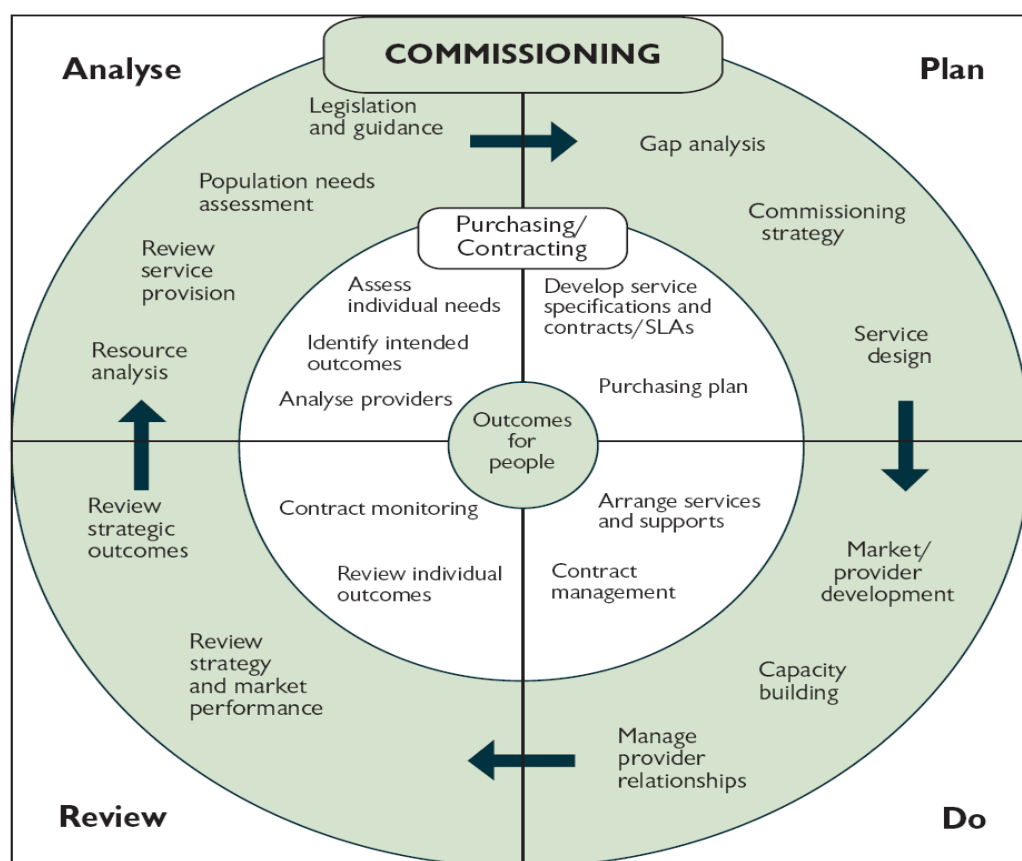 COMMISSIONING
Analyse
Plan
Legislation
and guidance
Population needs
assessment
Review
service
provision
Resource
analysis
Gap analysis
Commissioning
strategy
Service
design
Purchasing/
Contracting
Assess
individual needs
Identify intended
outcomes
Analyse providers
Develop service
specifications and
contracts/SLAs
Purchasing plan
Outcomes
for
people
Contract monitoring
Review individual
outcomes
Arrange services
and supports
Contract
management
Review
strategic
outcomes
Review
strategy
and market
performance
Market/
provider
development
Capacity
building
Manage
provider
relationships
Review
Do